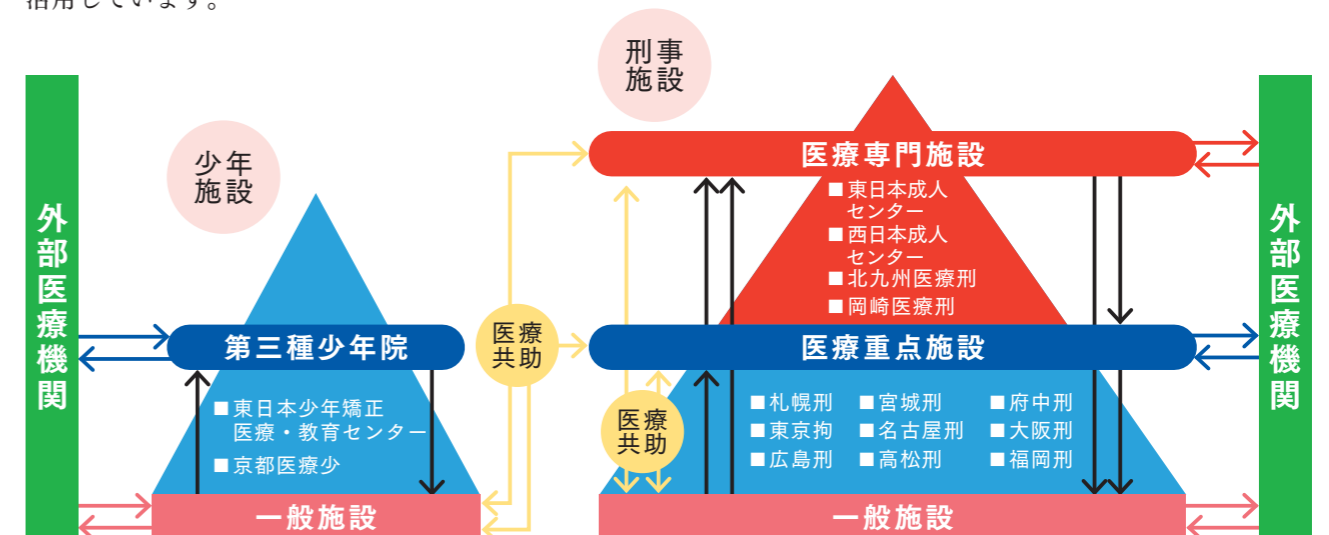 活用しています。
刑事
施設
少年
施設
外部医療機関
医療専門施設
■東日本成人
センター
■西日本成人
センター
■北九州医療刑
■岡崎医療刑
外部医療機関
第三種少年院
医療
共助
医療重点施設
■東日本少年矯正
医療・教育センター
■京都医療少
医療
共助
■札幌刑 ■宮城刑 ■府中刑
■東京拘 ■名古屋刑 ■大阪刑
■広島刑 ■高松刑 ■福岡刑
一般施設
一般施設